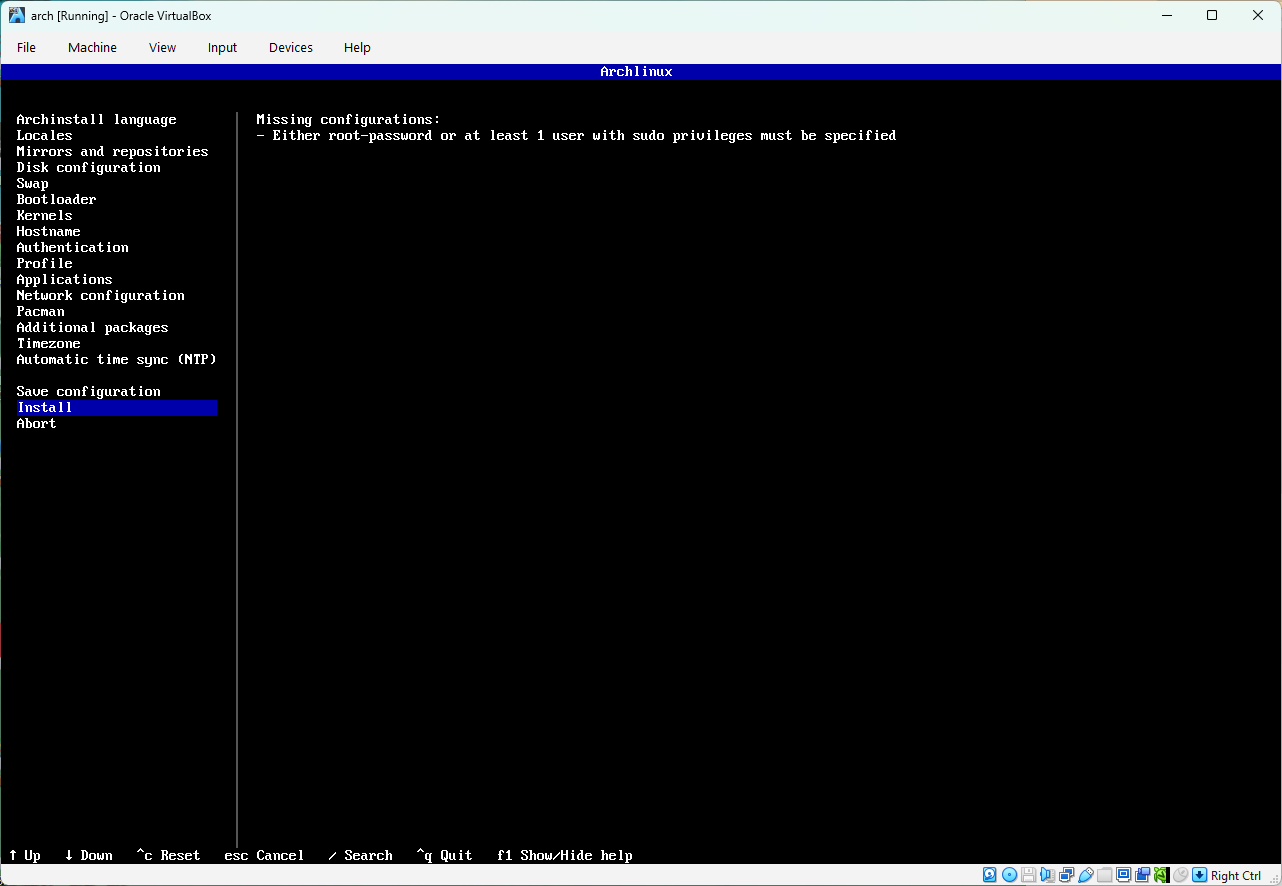 arch [Running] - Oracle VirtualBox
File Machine View Input Devices Help
Archlinux
Archinstall language
Locales
Mirrors and repositories
Disk configuration
Swap
Bootloader
Kernels
Hostname
Authentication
Profile
Applications
Network configuration
Pacman
Additional packages
Timezone
Automatic time sync (NTP)
Save configuration
Install
Abort
Missing configurations:
- Either root-password or at least 1 user with sudo privileges must be specified
↑ Up ↓ Down ^c Reset esc Cancel / Search ^q Quit f1 Show/Hide help
Right Ctrl